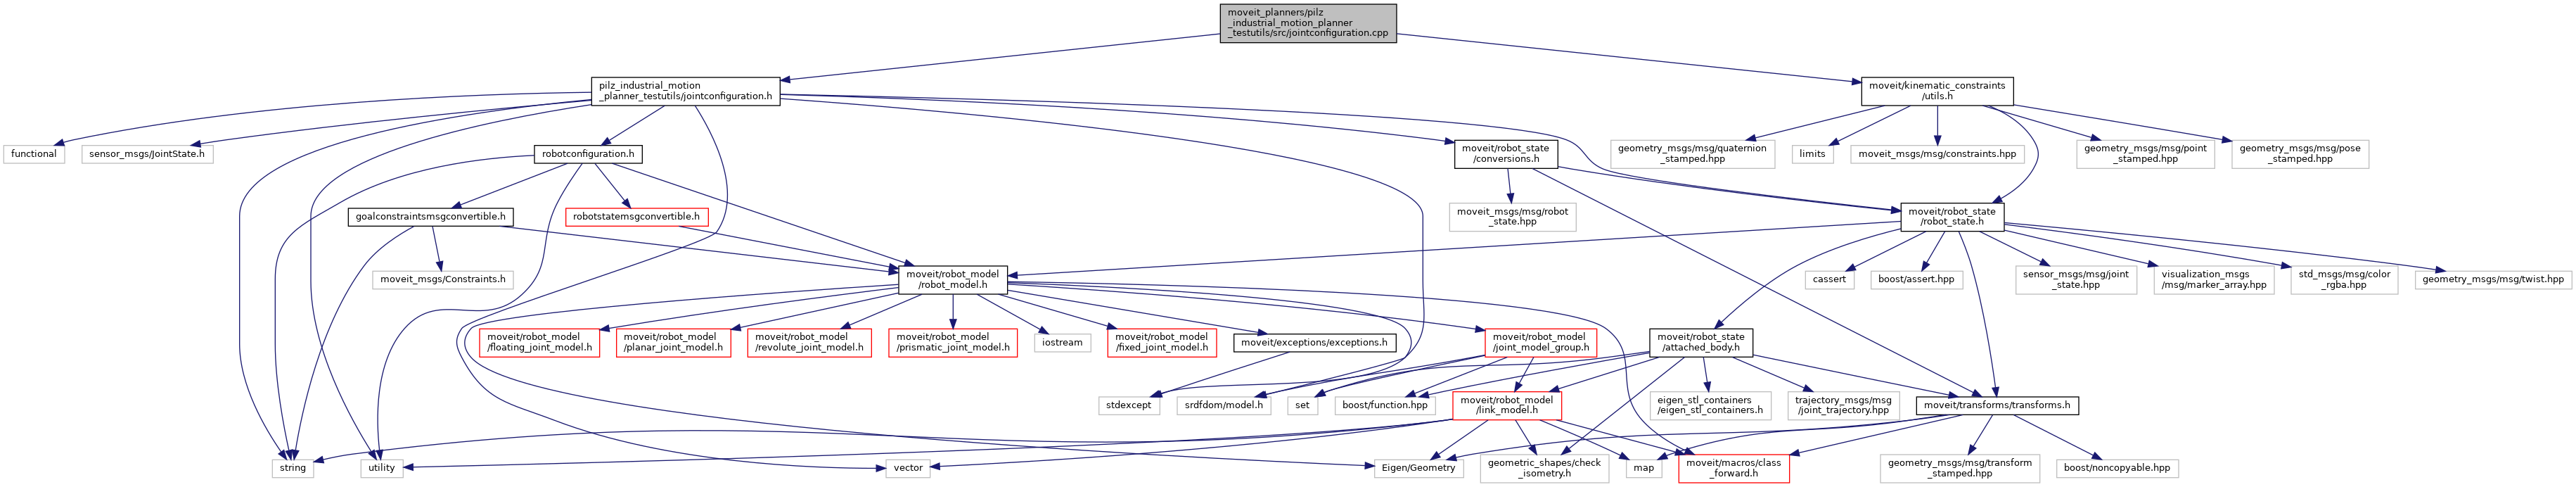 moveit_planners/pilz
_industrial_motion_planner
_testutils/src/jointconfiguration.cpp
pilz_industrial_motion
_planner_testutils/jointconfiguration.h
moveit/kinematic_constraints
/utils.h
functional
sensor_msgs/JointState.h
robotconfiguration.h
moveit/robot_state
/conversions.h
geometry_msgs/msg/quaternion
_stamped.hpp
limits
moveit_msgs/msg/constraints.hpp
geometry_msgs/msg/point
_stamped.hpp
geometry_msgs/msg/pose
_stamped.hpp
goalconstraintsmsgconvertible.h
robotstatemsgconvertible.h
moveit_msgs/msg/robot
_state.hpp
moveit/robot_state
/robot_state.h
moveit_msgs/Constraints.h
moveit/robot_model
/robot_model.h
cassert
boost/assert.hpp
sensor_msgs/msg/joint
_state.hpp
visualization_msgs
/msg/marker_array.hpp
std_msgs/msg/color
_rgba.hpp
geometry_msgs/msg/twist.hpp
moveit/robot_model
/floating_joint_model.h
moveit/robot_model
/planar_joint_model.h
moveit/robot_model
/revolute_joint_model.h
moveit/robot_model
/prismatic_joint_model.h
iostream
moveit/robot_model
/fixed_joint_model.h
moveit/exceptions/exceptions.h
moveit/robot_model
/joint_model_group.h
moveit/robot_state
/attached_body.h
stdexcept
srdfdom/model.h
set
boost/function.hpp
moveit/robot_model
/link_model.h
eigen_stl_containers
/eigen_stl_containers.h
trajectory_msgs/msg
/joint_trajectory.hpp
moveit/transforms/transforms.h
string
utility
vector
Eigen/Geometry
geometric_shapes/check
_isometry.h
map
moveit/macros/class
_forward.h
geometry_msgs/msg/transform
_stamped.hpp
boost/noncopyable.hpp